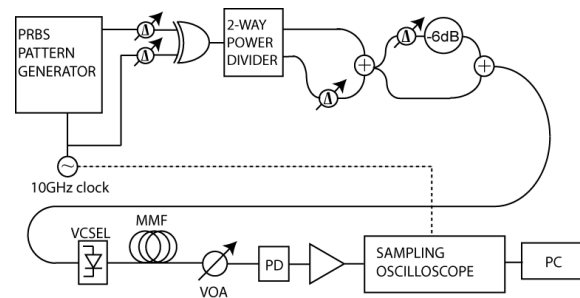 PRBS
PATTERN
GENERATOR
Δ
Δ
2-WAY
POWER
DIVIDER
Δ
+
Δ
-6dB
+
~
10GHz clock
VCSEL
MMF
VOA
PD
SAMPLING
OSCILLOSCOPE
PC